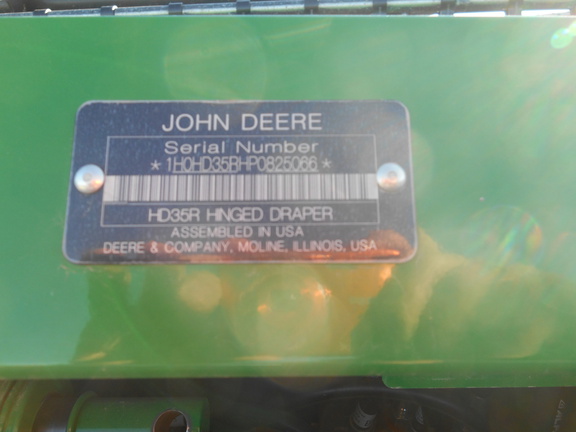 JOHN DEERE
Serial Number
*1H0HD35RHP0825066*
HD35R HINGED DRAPER
ASSEMBLED IN USA
DEERE & COMPANY, MOLINE, ILLINOIS, USA